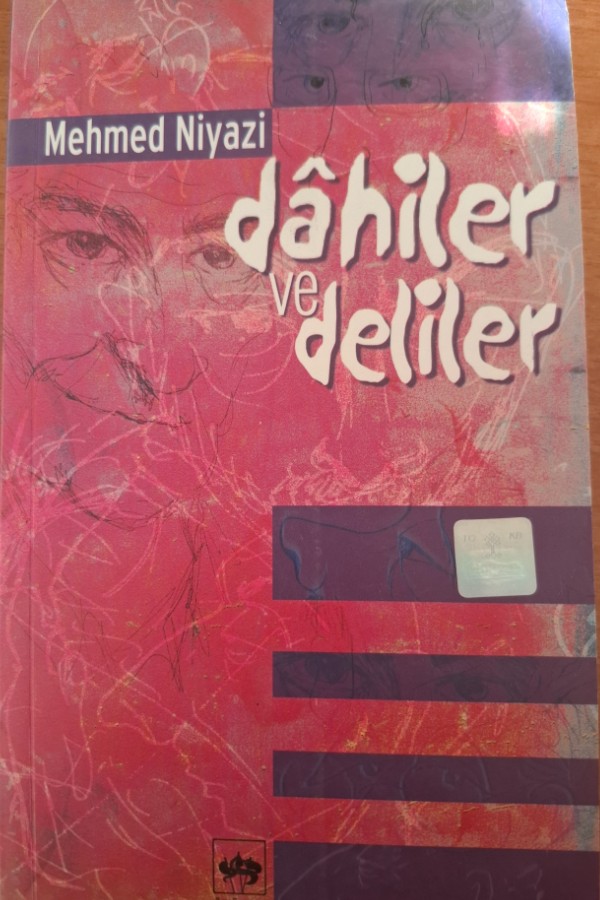 Mehmed Niyazi
dâhiler
ve
deliler